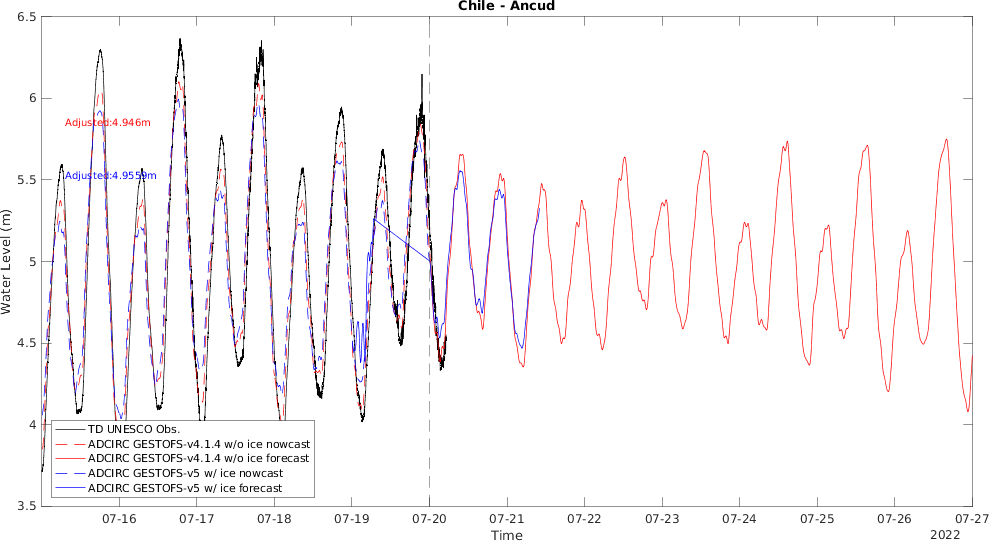 Chile - Ancud
6.5
6
5.5
5
4.5
4
3.5
Water Level (m)
Adjusted:4.946m
Adjusted:4.9559m
TD UNESCO Obs.
ADCIRC GESTOFS-v4.1.4 w/o ice nowcast
ADCIRC GESTOFS-v4.1.4 w/o ice forecast
ADCIRC GESTOFS-v5 w/ ice nowcast
ADCIRC GESTOFS-v5 w/ ice forecast
07-16 07-17 07-18 07-19 07-20 07-21 07-22 07-23 07-24 07-25 07-26 07-27
Time
2022